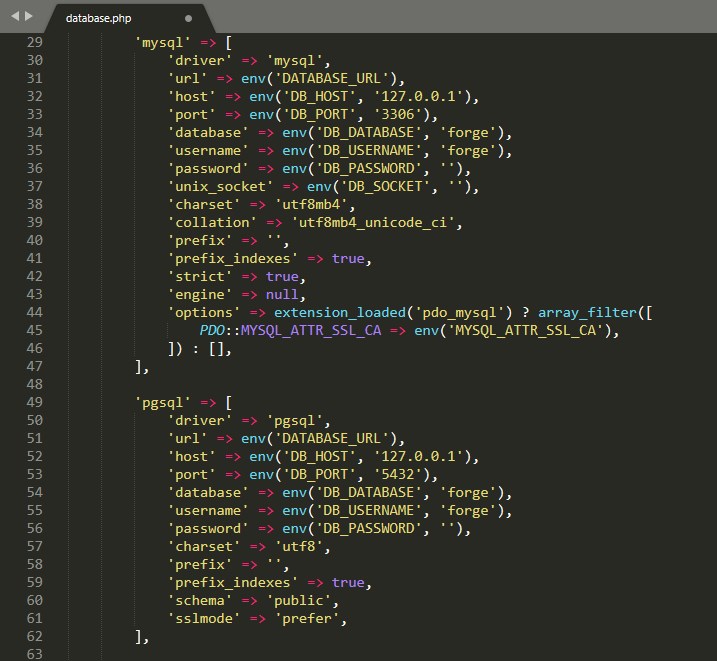 database.php
29 'mysql' => [
30 'driver' => 'mysql',
31 'url' => env('DATABASE_URL'),
32 'host' => env('DB_HOST', '127.0.0.1'),
33 'port' => env('DB_PORT', '3306'),
34 'database' => env('DB_DATABASE', 'forge'),
35 'username' => env('DB_USERNAME', 'forge'),
36 'password' => env('DB_PASSWORD', ''),
37 'unix_socket' => env('DB_SOCKET', ''),
38 'charset' => 'utf8mb4',
39 'collation' => 'utf8mb4_unicode_ci',
40 'prefix' => '',
41 'prefix_indexes' => true,
42 'strict' => true,
43 'engine' => null,
44 'options' => extension_loaded('pdo_mysql') ? array_filter([
45 PDO::MYSQL_ATTR_SSL_CA => env('MYSQL_ATTR_SSL_CA'),
46 ]) : [],
47 ],
48
49 'pgsql' => [
50 'driver' => 'pgsql',
51 'url' => env('DATABASE_URL'),
52 'host' => env('DB_HOST', '127.0.0.1'),
53 'port' => env('DB_PORT', '5432'),
54 'database' => env('DB_DATABASE', 'forge'),
55 'username' => env('DB_USERNAME', 'forge'),
56 'password' => env('DB_PASSWORD', ''),
57 'charset' => 'utf8',
58 'prefix' => '',
59 'prefix_indexes' => true,
60 'schema' => 'public',
61 'sslmode' => 'prefer',
62 ],
63